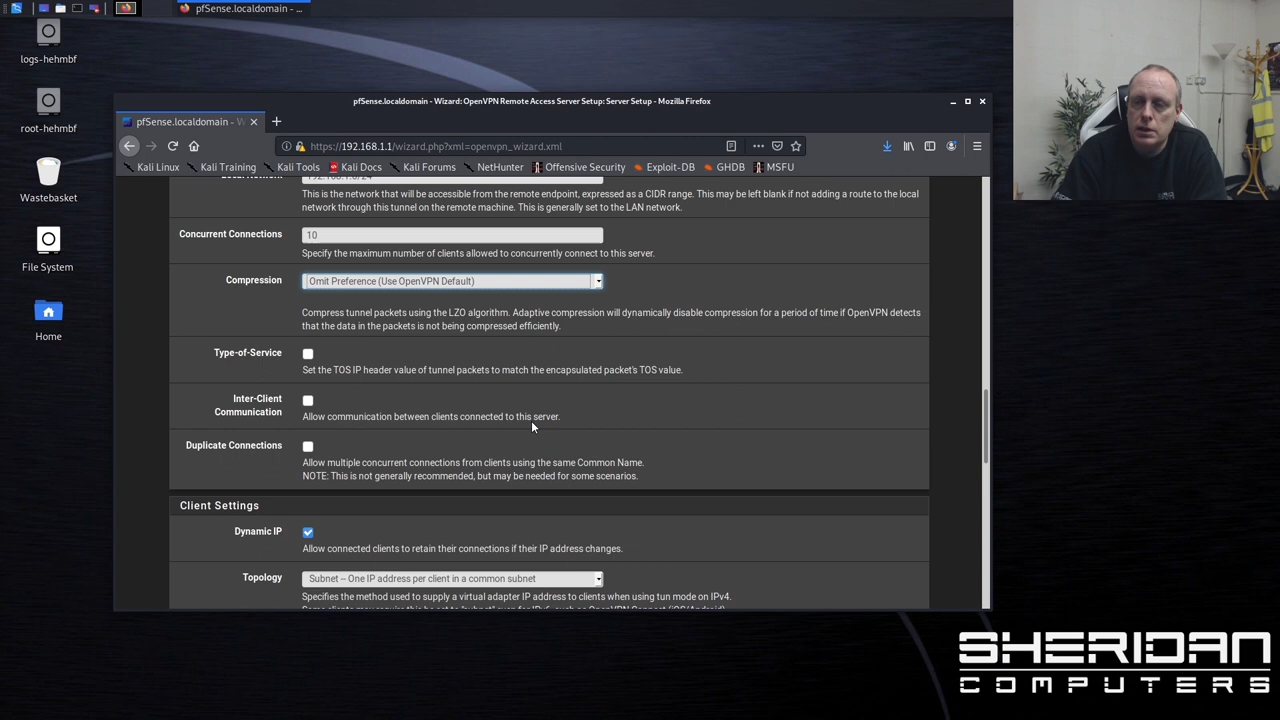 pfSense.localdomain - ...
logs-hehmbf
root-hehmbf
Wastebasket
File System
Home
pfSense.localdomain - Wizard: OpenVPN Remote Access Server Setup: Server Setup - Mozilla Firefox
pfSense.localdomain - W
https://192.168.1.1/wizard.php?xml=openvpn_wizard.xml
Kali Linux Kali Training Kali Tools Kali Docs Kali Forums NetHunter Offensive Security Exploit-DB GHDB MSFU
This is the network that will be accessible from the remote endpoint, expressed as a CIDR range. This may be left blank if not adding a route to the local
network through this tunnel on the remote machine. This is generally set to the LAN network.
Concurrent Connections
10
Specify the maximum number of clients allowed to concurrently connect to this server.
Compression
Omit Preference (Use OpenVPN Default)
Compress tunnel packets using the LZO algorithm. Adaptive compression will dynamically disable compression for a period of time if OpenVPN detects
that the data in the packets is not being compressed efficiently.
Type-of-Service
Set the TOS IP header value of tunnel packets to match the encapsulated packet's TOS value.
Inter-Client
Communication
Allow communication between clients connected to this server.
Duplicate Connections
Allow multiple concurrent connections from clients using the same Common Name.
NOTE: This is not generally recommended, but may be needed for some scenarios.
Client Settings
Dynamic IP
Allow connected clients to retain their connections if their IP address changes.
Topology
Subnet -- One IP address per client in a common subnet
Specifies the method used to supply a virtual adapter IP address to clients when using tun mode on IPv4.
SHERIDAN
COMPUTERS